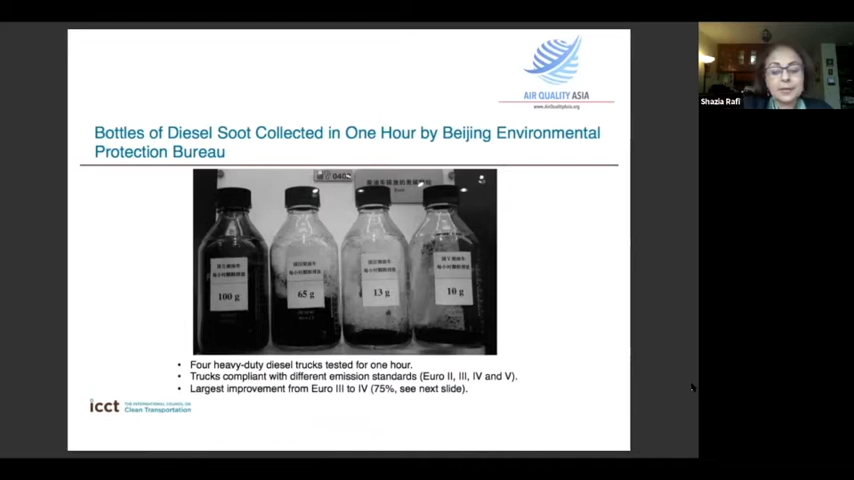 AIR QUALITY ASIA
www.AirQualityAsia.org
Shazia Rafi
Bottles of Diesel Soot Collected in One Hour by Beijing Environmental
Protection Bureau
100 g
65 g
13 g
10 g
• Four heavy-duty diesel trucks tested for one hour.
• Trucks compliant with different emission standards (Euro II, III, IV and V).
• Largest improvement from Euro III to IV (75%, see next slide).
icct THE INTERNATIONAL COUNCIL ON
Clean Transportation